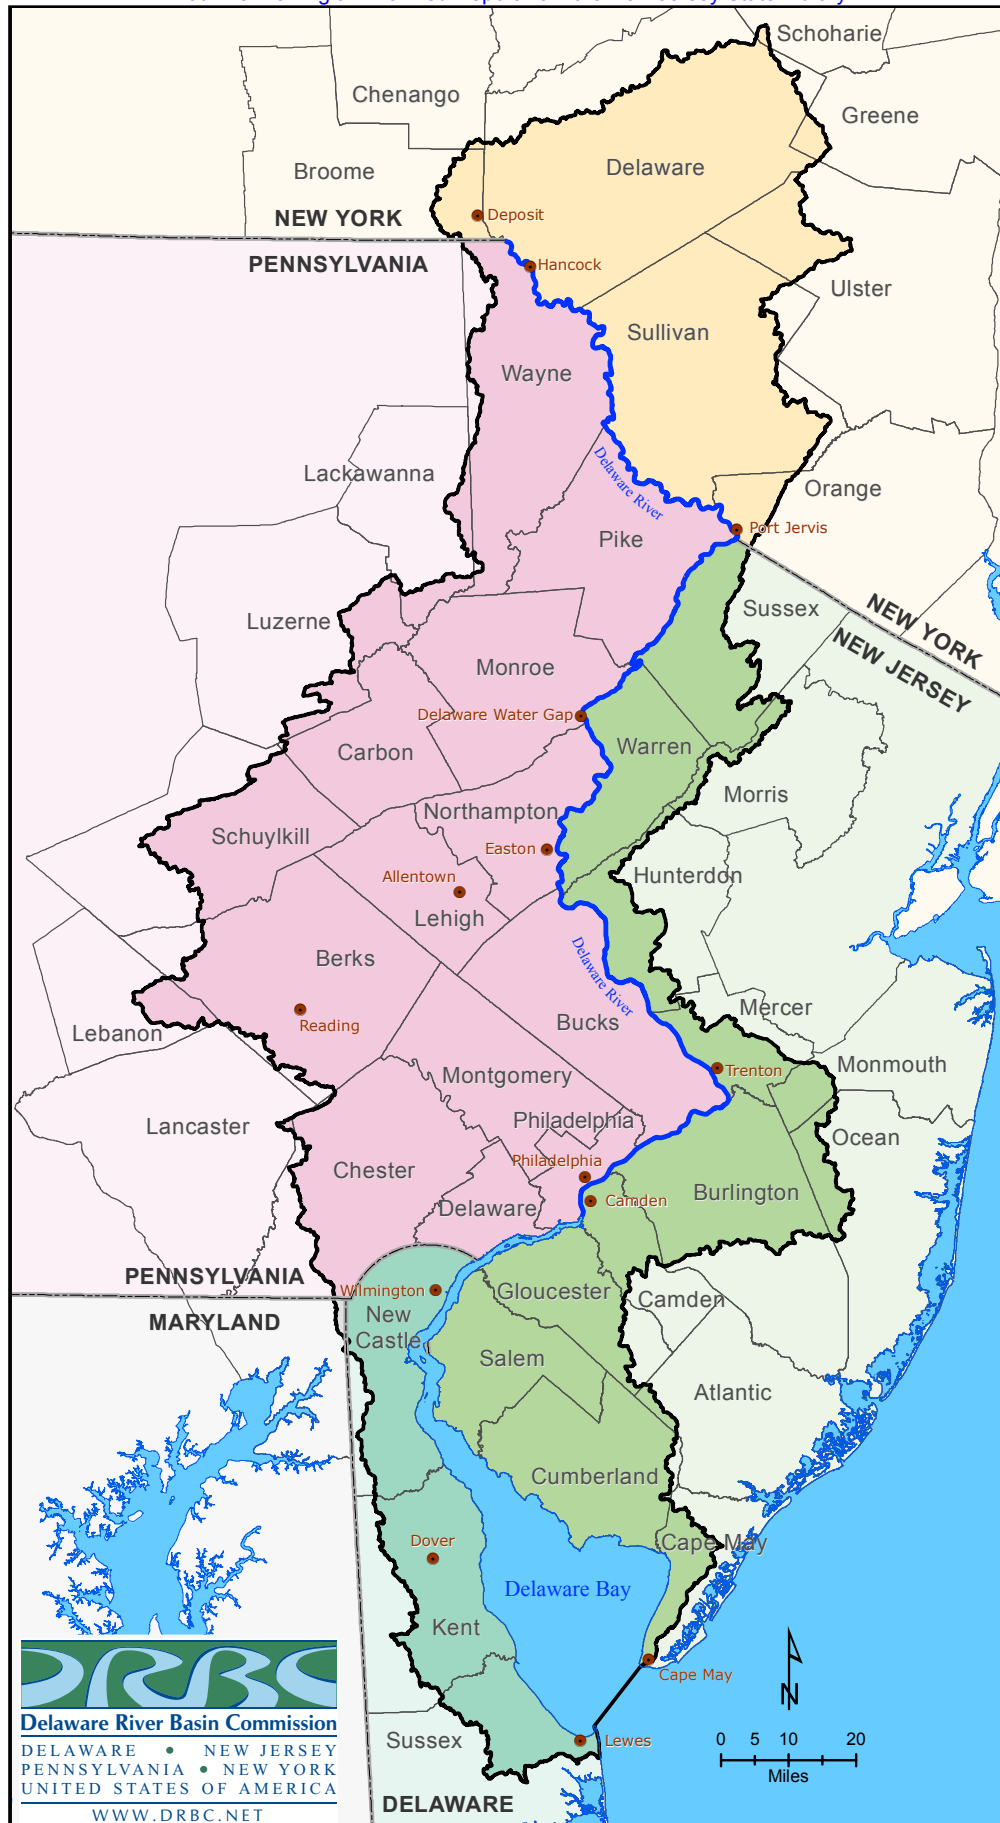 Schoharie
Chenango
Greene
Broome
Delaware
NEW YORK
Deposit
PENNSYLVANIA
Hancock
Ulster
Sullivan
Wayne
Lackawanna
Delaware River
Orange
Port Jervis
Pike
Luzerne
Sussex
NEW YORK
NEW JERSEY
Monroe
Delaware Water Gap
Carbon
Warren
Morris
Northampton
Schuylkill
Easton
Allentown
Hunterdon
Lehigh
Berks
Delaware River
Reading
Bucks
Mercer
Lebanon
Trenton
Monmouth
Montgomery
Lancaster
Philadelphia
Ocean
Philadelphia
Chester
Camden
Burlington
Delaware
PENNSYLVANIA
Wilmington
Gloucester
Camden
MARYLAND
New
Castle
Salem
Atlantic
Cumberland
Dover
Cape May
Delaware Bay
Kent
Cape May
N
DRBC
Delaware River Basin Commission
DELAWARE • NEW JERSEY
PENNSYLVANIA • NEW YORK
UNITED STATES OF AMERICA
WWW.DRBC.NET
Sussex
Lewes
DELAWARE
0 5 10 20
Miles